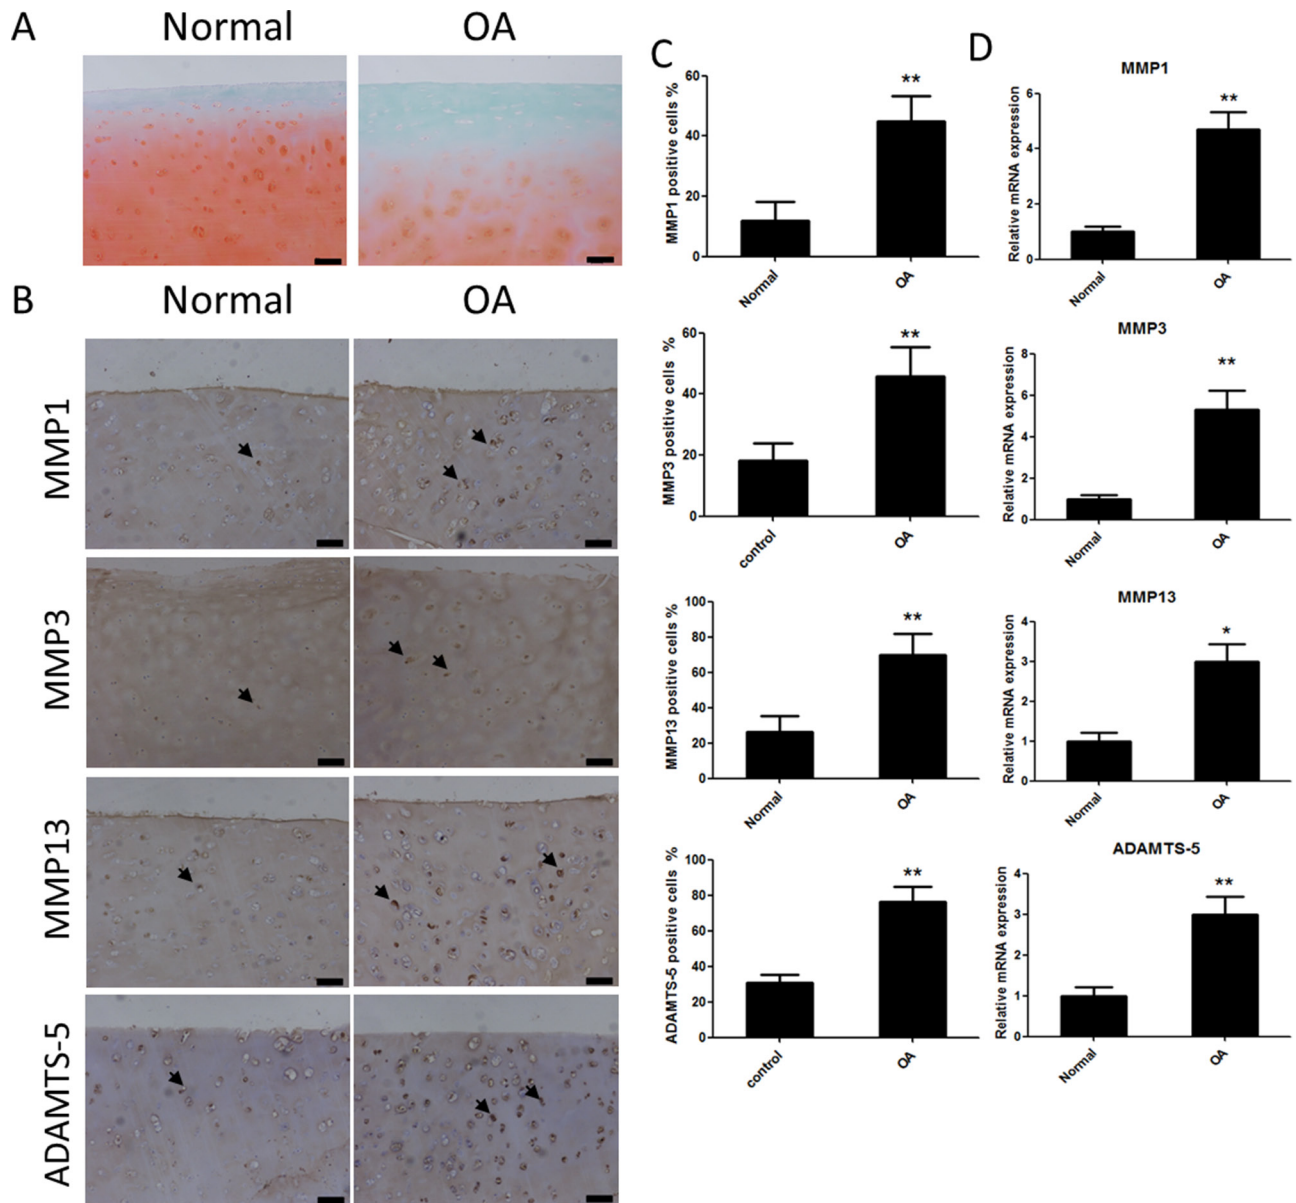 A
Normal
OA
B
Normal
OA
MMP1
MMP3
MMP13
ADAMTS-5
C
MMP1 positive cells %
60
40
20
0
Normal
OA
**
MMP3 positive cells %
60
40
20
0
control
OA
**
MMP13 positive cells %
100
80
60
40
20
0
Normal
OA
**
ADAMTS-5 positive cells %
100
80
60
40
20
0
control
OA
**
D
MMP1
Relative mRNA expression
6
4
2
0
Normal
OA
**
MMP3
Relative mRNA expression
8
6
4
2
0
Normal
OA
**
MMP13
Relative mRNA expression
4
3
2
1
0
Normal
OA
*
ADAMTS-5
Relative mRNA expression
4
3
2
1
0
Normal
OA
**